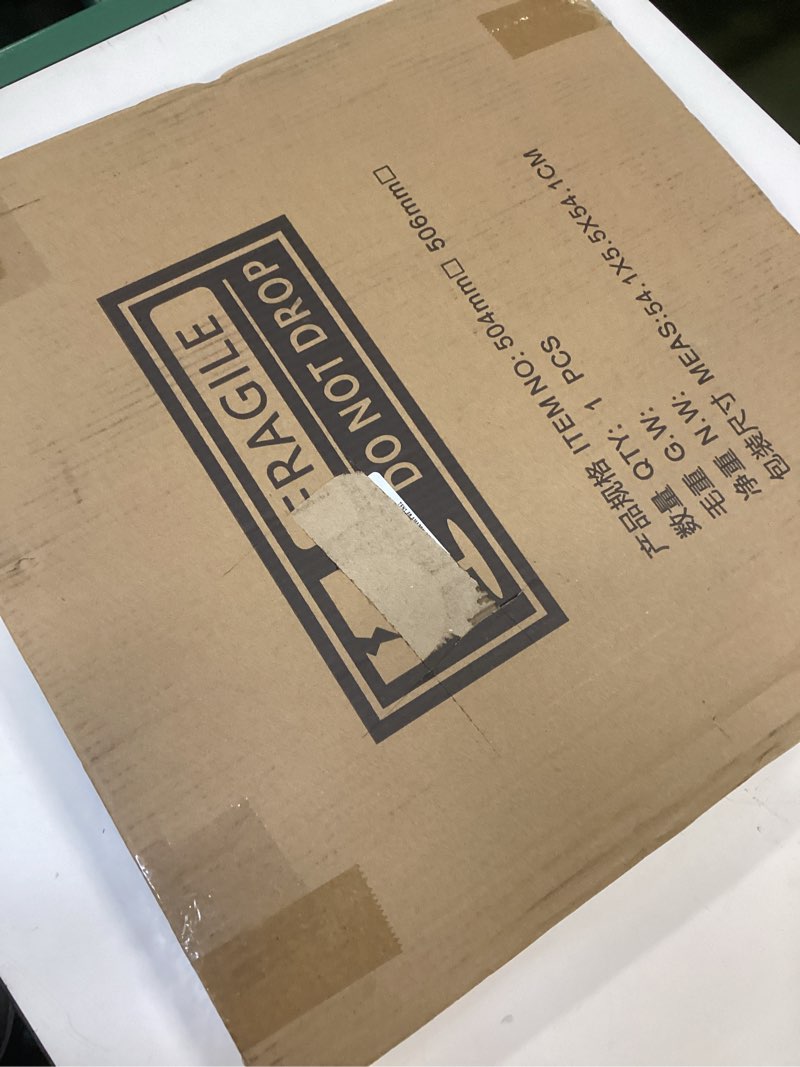 FRAGILE
DO NOT DROP
产品规格 ITEM NO: 504mm□ 506mm□
数量 QTY: 1 PCS
毛重 G.W:
净重 N.W:
包装尺寸 MEAS:54.1X5.5X54.1CM